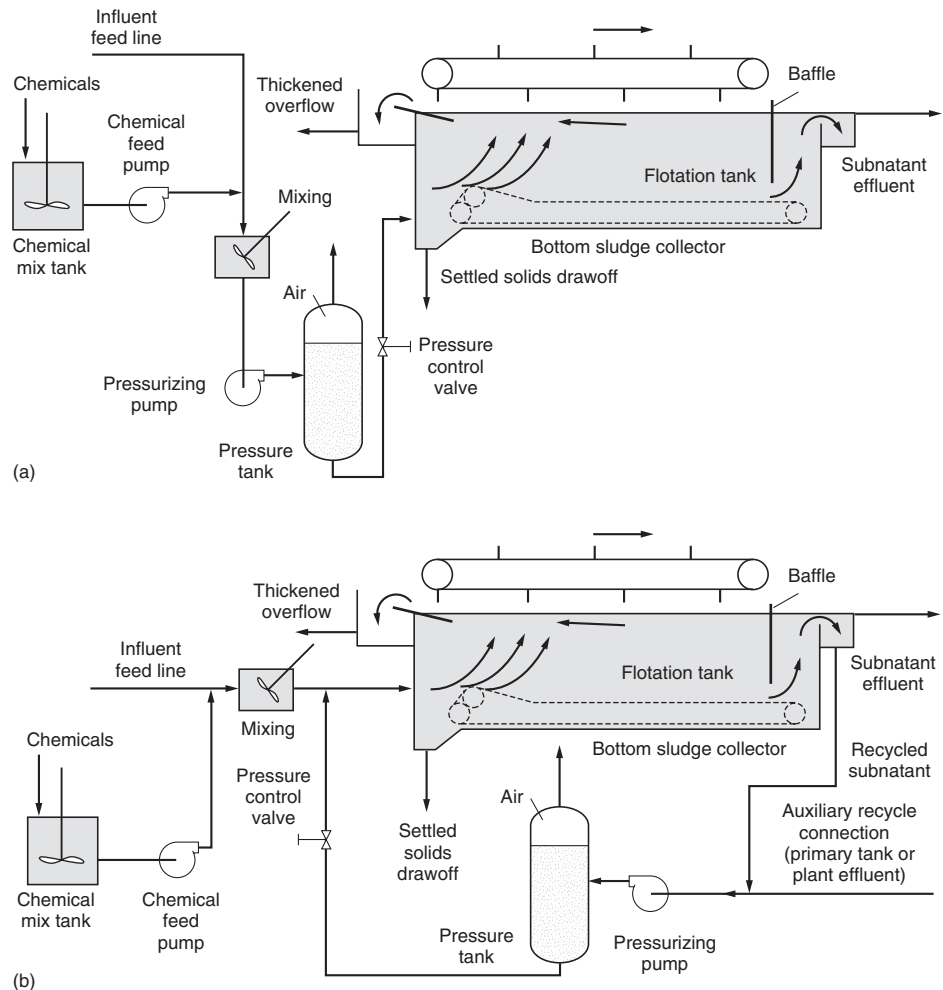 Influent
feed line
Chemicals
Chemical
feed
pump
Mixing
Chemical
mix tank
Thickened
overflow
Baffle
Flotation tank
Subnatant
effluent
Bottom sludge collector
Settled solids drawoff
Air
Pressure
control
valve
Pressurizing
pump
Pressure
tank
(a)
Thickened
overflow
Baffle
Influent
feed line
Flotation tank
Subnatant
effluent
Mixing
Bottom sludge collector
Chemicals
Pressure
control
valve
Recycled
subnatant
Air
Settled
solids
drawoff
Auxiliary recycle
connection
(primary tank or
plant effluent)
Chemical
mix tank
Chemical
feed
pump
Pressure
tank
Pressurizing
pump
(b)